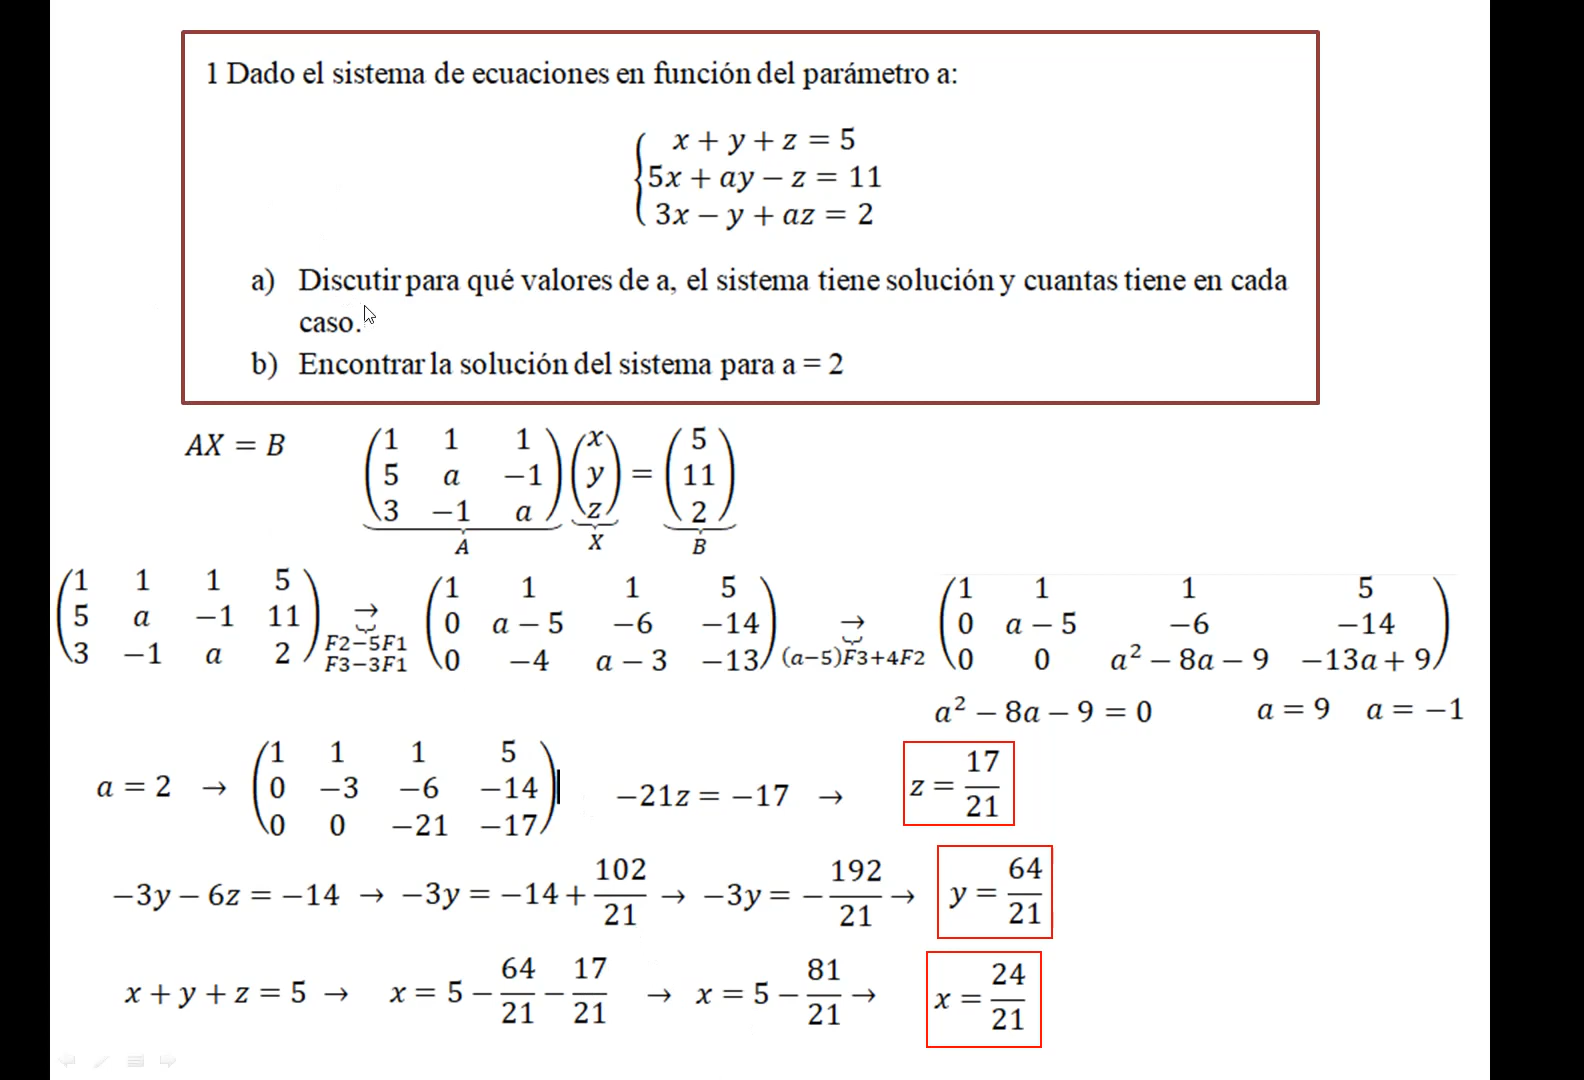 1 Dado el sistema de ecuaciones en función del parámetro a:
x + y + z = 5
5x + ay − z = 11
3x − y + az = 2
a) Discutir para qué valores de a, el sistema tiene solución y cuantas tiene en cada
caso.
b) Encontrar la solución del sistema para a = 2
AX = B
1 1 1 x 5
5 a −1 y = 11
3 −1 a z 2
A X B
1 1 1 5 1 1 1 5 1 1 1 5
5 a −1 11 → 0 a − 5 −6 −14 → 0 a − 5 −6 −14
3 −1 a 2 F2−5F1 F3−3F1 0 −4 a − 3 −13 (a−5)F3+4F2 0 0 a² − 8a − 9 −13a + 9
a² − 8a − 9 = 0 a = 9 a = −1
1 1 1 5
a = 2 → 0 −3 −6 −14 −21z = −17 → z = 17/21
0 0 −21 −17
−3y − 6z = −14 → −3y = −14 + 102/21 → −3y = − 192/21 → y = 64/21
x + y + z = 5 → x = 5 − 64/21 − 17/21 → x = 5 − 81/21 → x = 24/21